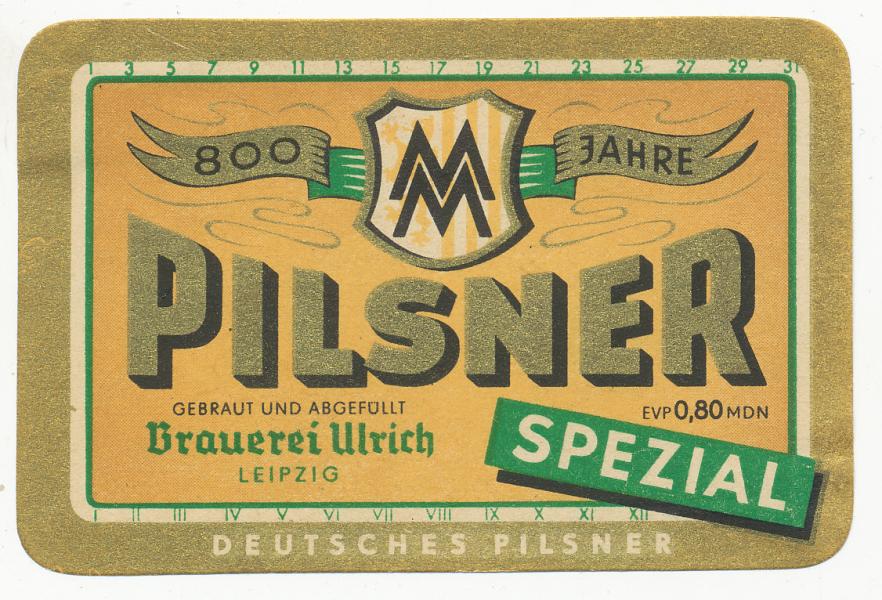 1 3 5 7 9 11 13 15 17 19 21 23 25 27 29 31
800 MM JAHRE
PILSNER
GEBRAUT UND ABGEFÜLLT
Brauerei Ulrich
LEIPZIG
EVP 0,80 MDN
SPEZIAL
I II III IV V VI VII VIII IX X XI XII
DEUTSCHES PILSNER